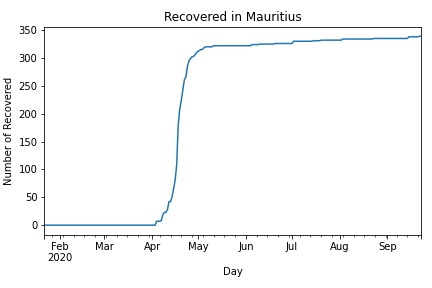 Recovered in Mauritius
350
300
250
200
150
100
50
0
Number of Recovered
Feb Mar Apr May Jun Jul Aug Sep
2020
Day